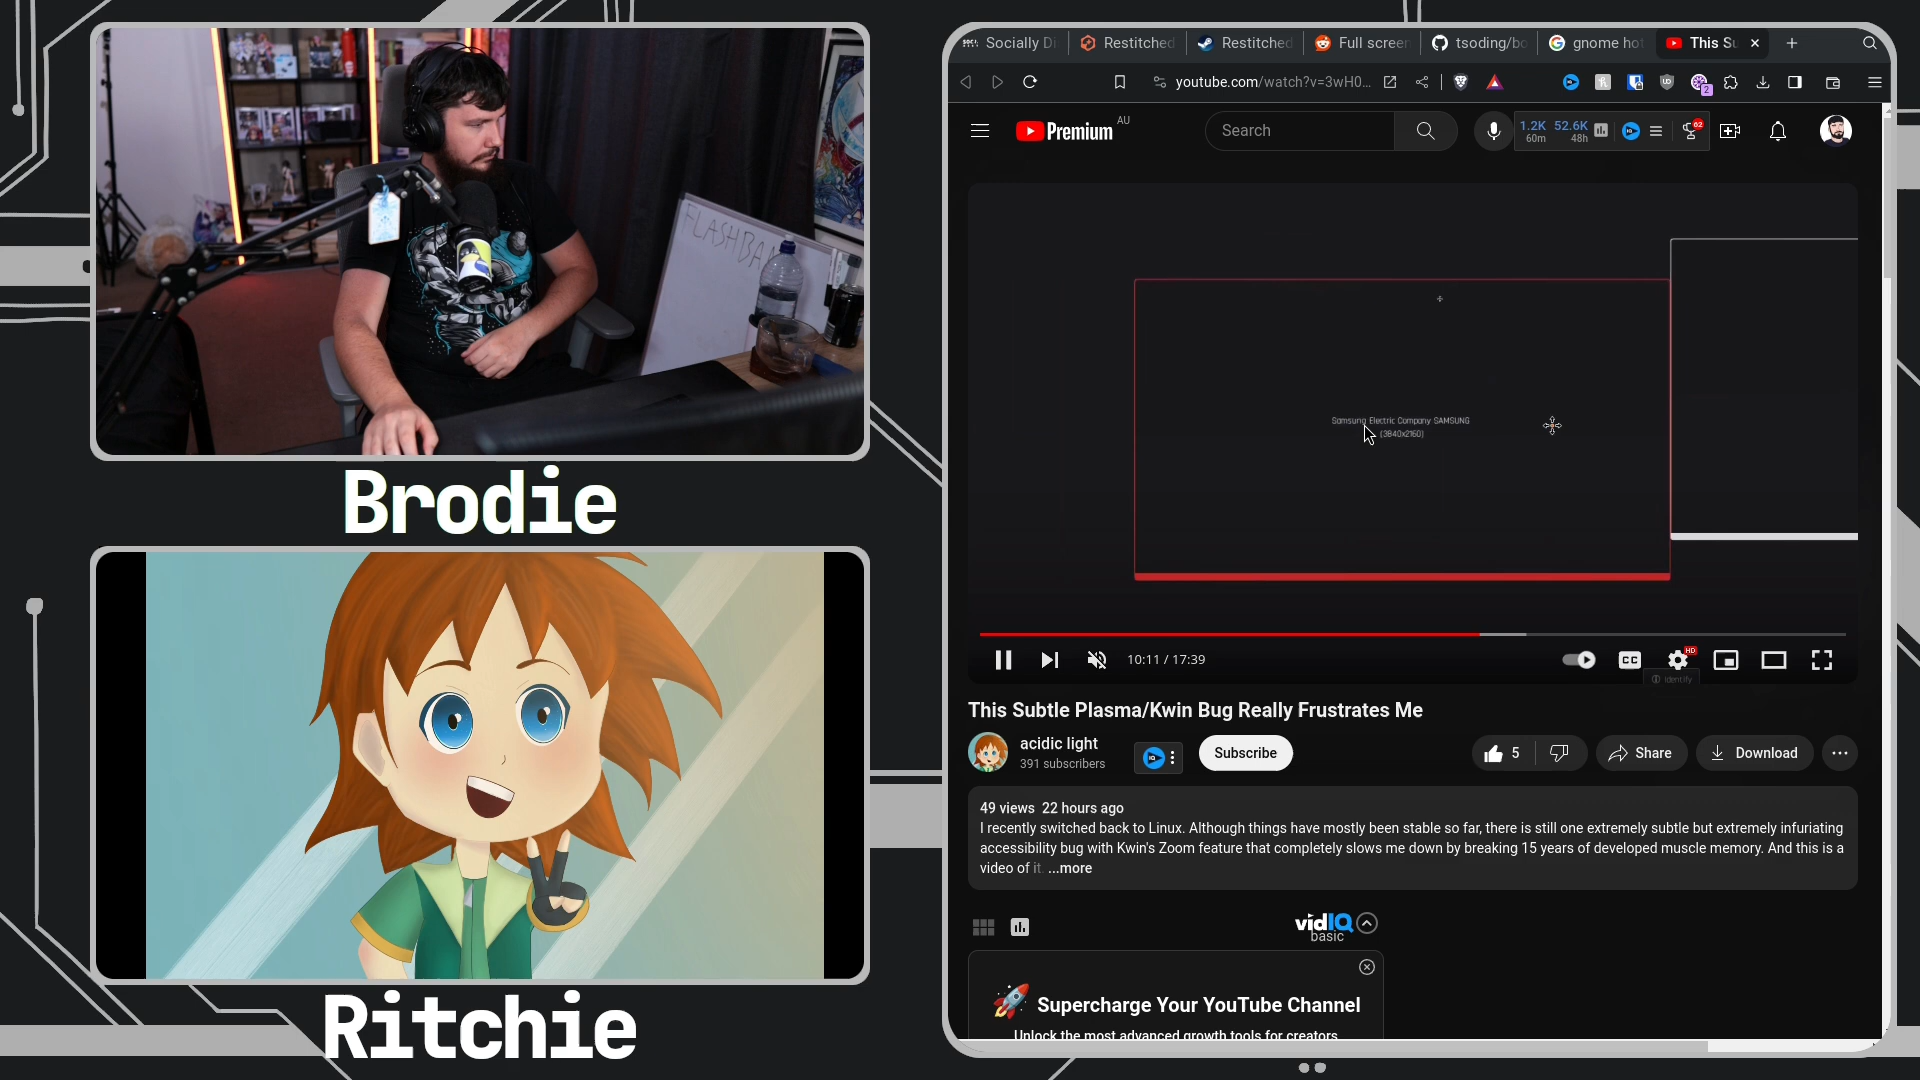 FLASHBA
Brodie
Ritchie
Socially Di
Restitched
Restitched
Full screen
tsoding/bo
gnome hot
This Su
youtube.com/watch?v=3wH0...
2
Premium
AU
Search
1.2K 52.6K
60m 48h
62
Samsung Electric Company SAMSUNG
(3840x2160)
10:11 / 17:39
CC
HD
Identify
This Subtle Plasma/Kwin Bug Really Frustrates Me
acidic light
391 subscribers
Subscribe
5
Share
Download
49 views 22 hours ago
I recently switched back to Linux. Although things have mostly been stable so far, there is still one extremely subtle but extremely infuriating
accessibility bug with Kwin's Zoom feature that completely slows me down by breaking 15 years of developed muscle memory. And this is a
video of it. ...more
vidIQ
basic
Supercharge Your YouTube Channel
Unlock the most advanced growth tools for creators